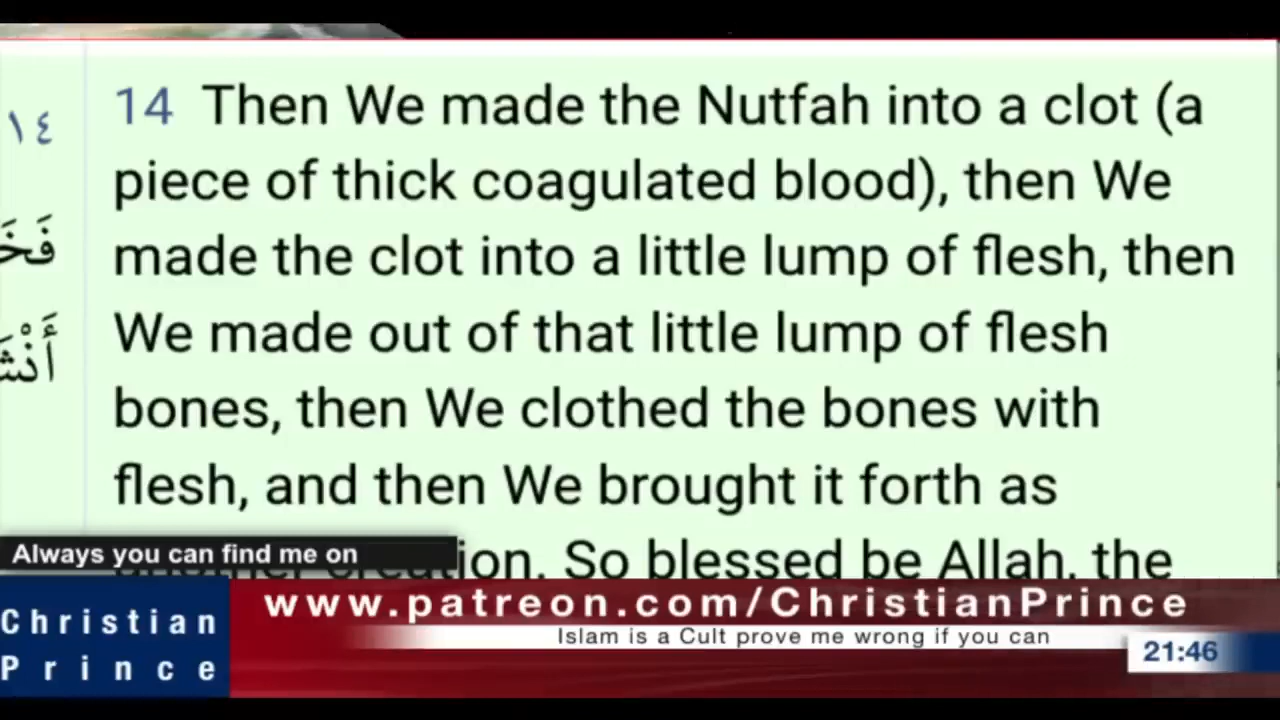 14 Then We made the Nutfah into a clot (a
piece of thick coagulated blood), then We
made the clot into a little lump of flesh, then
We made out of that little lump of flesh
bones, then We clothed the bones with
flesh, and then We brought it forth as
another creation. So blessed be Allah, the
١٤
Always you can find me on
www.patreon.com/ChristianPrince
Islam is a Cult prove me wrong if you can
Christian
Prince
21:46